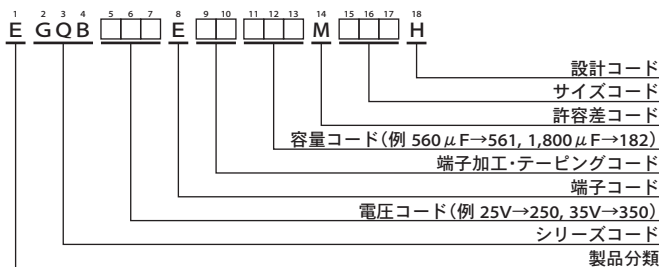 1 2 3 4 5 6 7 8 9 10 11 12 13 14 15 16 17 18
E GQB □□□ E □□ □□□ M □□□ H
設計コード
サイズコード
許容差コード
容量コード(例 560μF→561, 1,800μF→182)
端子加工・テーピングコード
端子コード
電圧コード(例 25V→250, 35V→350)
シリーズコード
製品分類